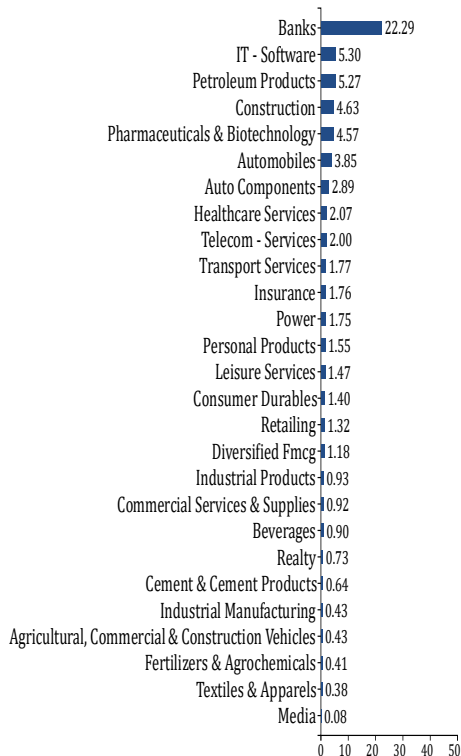 Banks 22.29
IT - Software 5.30
Petroleum Products 5.27
Construction 4.63
Pharmaceuticals & Biotechnology 4.57
Automobiles 3.85
Auto Components 2.89
Healthcare Services 2.07
Telecom - Services 2.00
Transport Services 1.77
Insurance 1.76
Power 1.75
Personal Products 1.55
Leisure Services 1.47
Consumer Durables 1.40
Retailing 1.32
Diversified Fmcg 1.18
Industrial Products 0.93
Commercial Services & Supplies 0.92
Beverages 0.90
Realty 0.73
Cement & Cement Products 0.64
Industrial Manufacturing 0.43
Agricultural, Commercial & Construction Vehicles 0.43
Fertilizers & Agrochemicals 0.41
Textiles & Apparels 0.38
Media 0.08
0 10 20 30 40 50